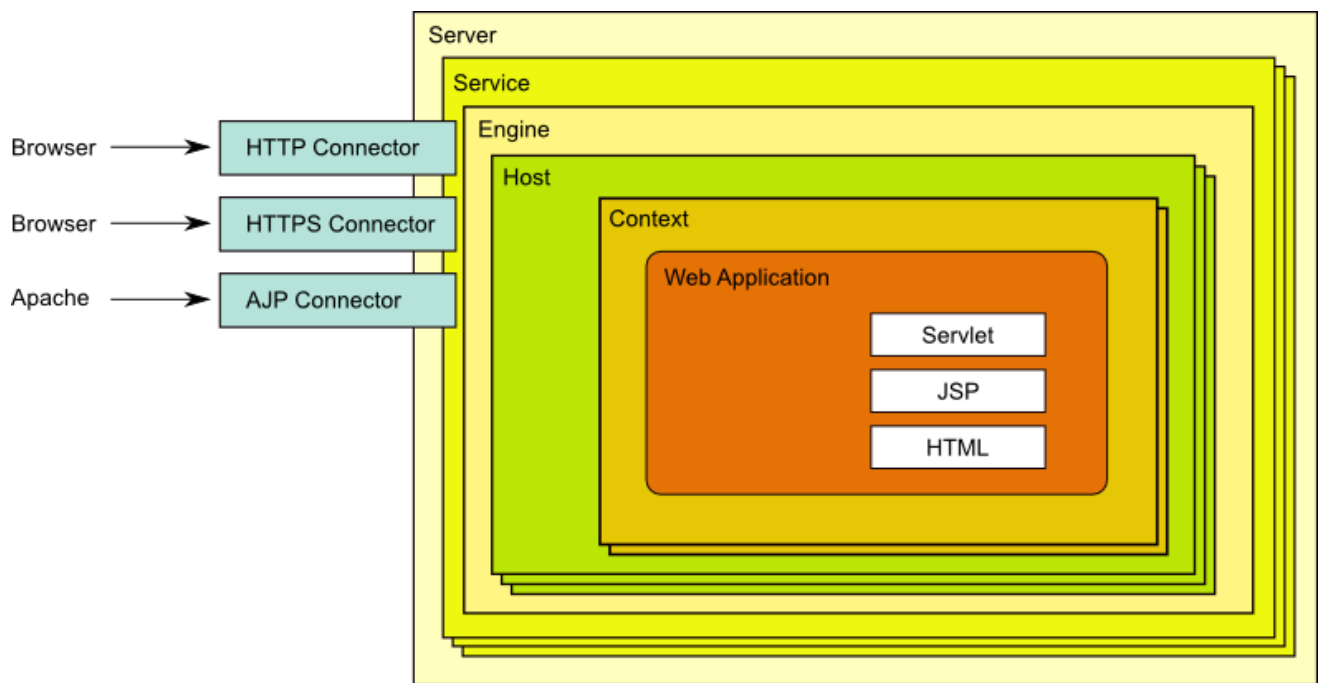 Server
Service
Engine
Browser
HTTP Connector
Host
Browser
HTTPS Connector
Context
Web Application
Apache
AJP Connector
Servlet
JSP
HTML